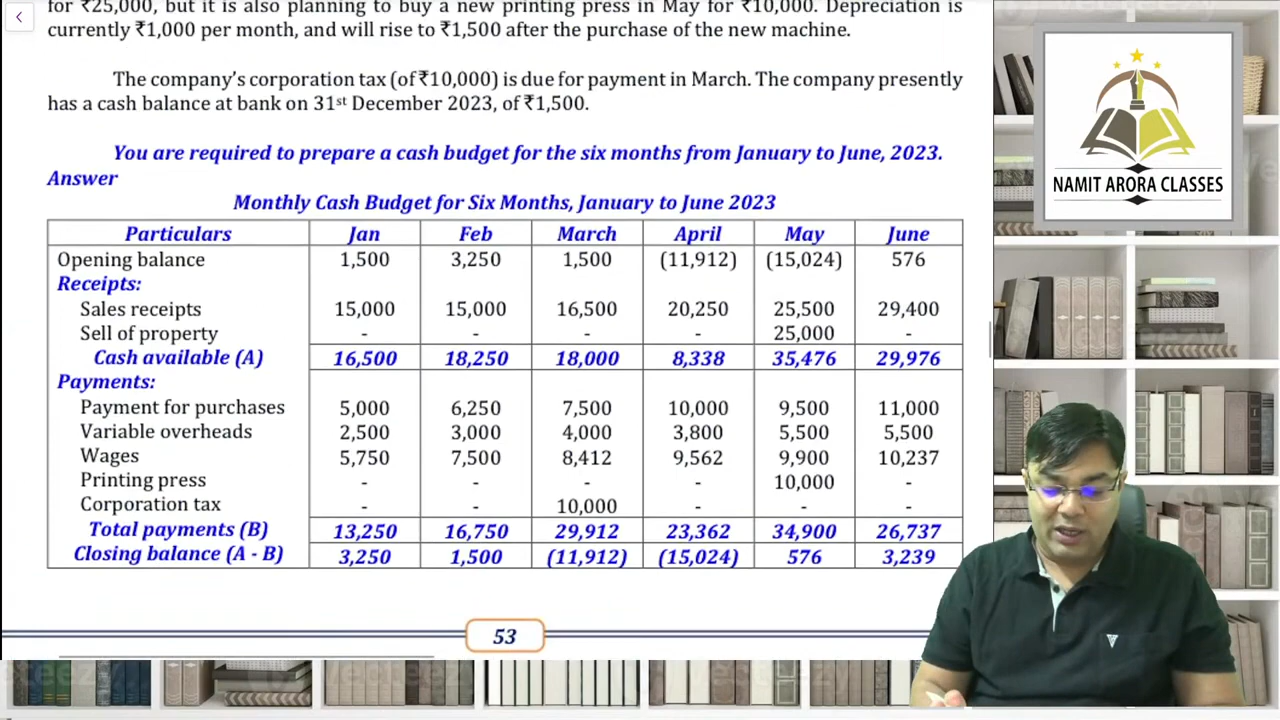 for ₹25,000, but it is also planning to buy a new printing press in May for ₹10,000. Depreciation is
currently ₹1,000 per month, and will rise to ₹1,500 after the purchase of the new machine.
The company's corporation tax (of ₹10,000) is due for payment in March. The company presently
has a cash balance at bank on 31st December 2023, of ₹1,500.
You are required to prepare a cash budget for the six months from January to June, 2023.
Answer
Monthly Cash Budget for Six Months, January to June 2023
Particulars Jan Feb March April May June
Opening balance 1,500 3,250 1,500 (11,912) (15,024) 576
Receipts:
Sales receipts 15,000 15,000 16,500 20,250 25,500 29,400
Sell of property - - - - 25,000 -
Cash available (A) 16,500 18,250 18,000 8,338 35,476 29,976
Payments:
Payment for purchases 5,000 6,250 7,500 10,000 9,500 11,000
Variable overheads 2,500 3,000 4,000 3,800 5,500 5,500
Wages 5,750 7,500 8,412 9,562 9,900 10,237
Printing press - - - - 10,000 -
Corporation tax - - 10,000 - - -
Total payments (B) 13,250 16,750 29,912 23,362 34,900 26,737
Closing balance (A - B) 3,250 1,500 (11,912) (15,024) 576 3,239
53
NAMIT ARORA CLASSES